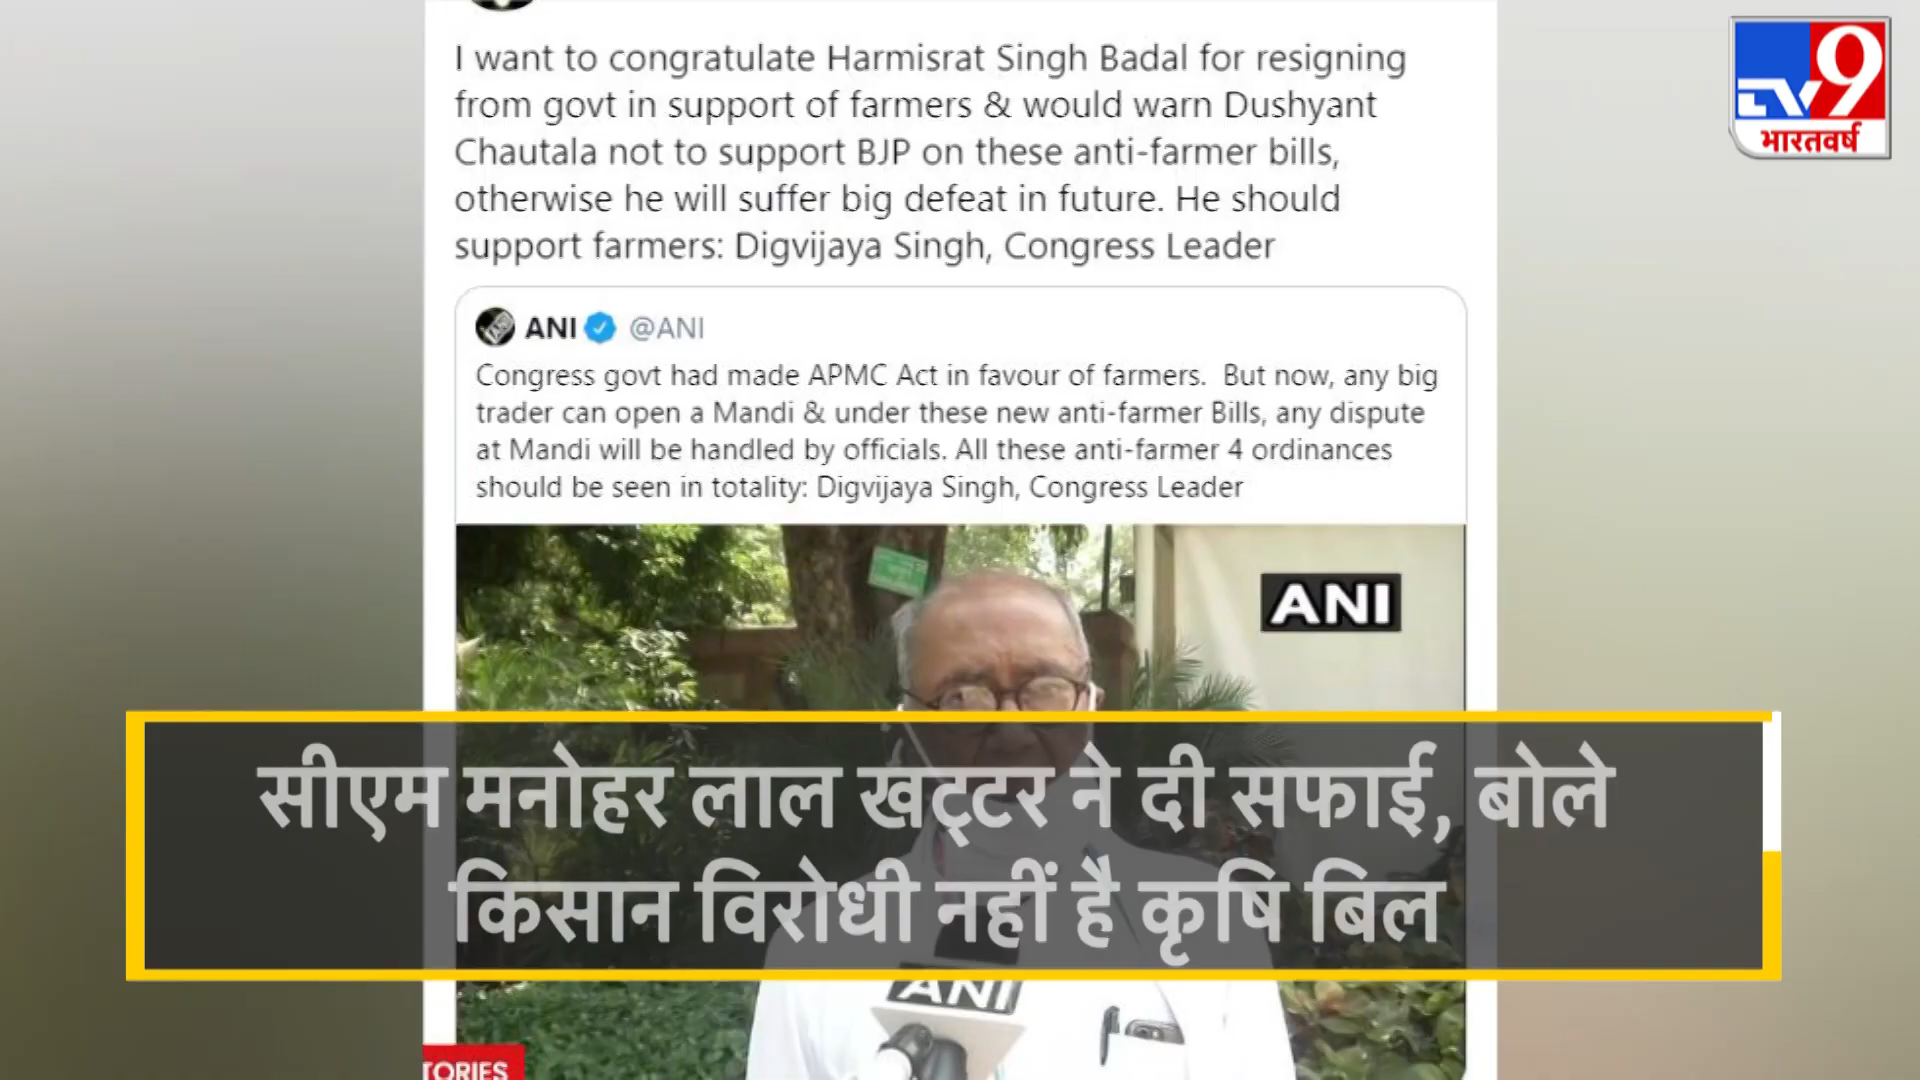 I want to congratulate Harmisrat Singh Badal for resigning
from govt in support of farmers & would warn Dushyant
Chautala not to support BJP on these anti-farmer bills,
otherwise he will suffer big defeat in future. He should
support farmers: Digvijaya Singh, Congress Leader
TV9
भारतवर्ष
ANI @ANI
Congress govt had made APMC Act in favour of farmers. But now, any big
trader can open a Mandi & under these new anti-farmer Bills, any dispute
at Mandi will be handled by officials. All these anti-farmer 4 ordinances
should be seen in totality: Digvijaya Singh, Congress Leader
ANI
सीएम मनोहर लाल खट्टर ने दी सफाई, बोले
किसान विरोधी नहीं है कृषि बिल
ANI
TORIES